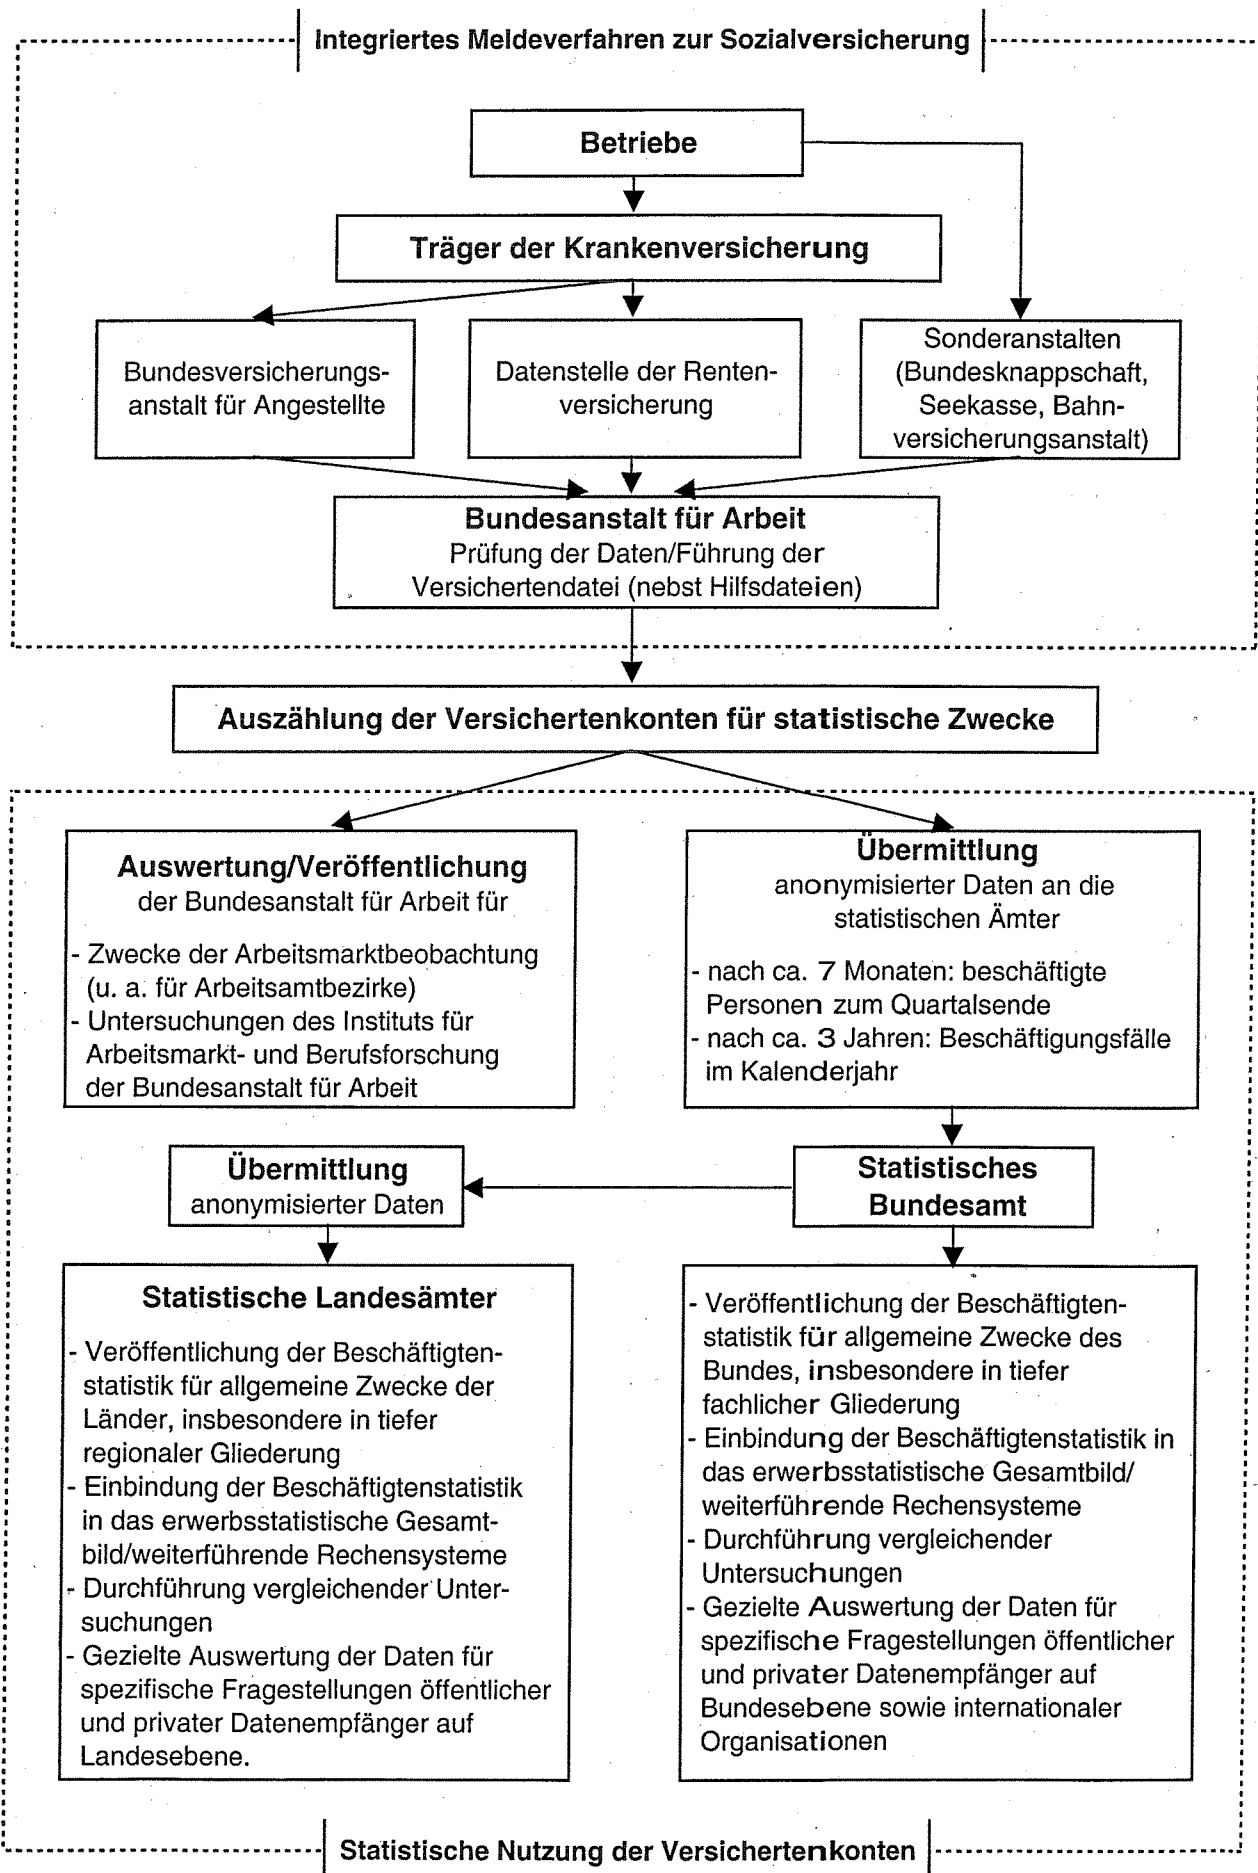 Integriertes Meldeverfahren zur Sozialversicherung
Betriebe
Träger der Krankenversicherung
Bundesversicherungs-
anstalt für Angestellte
Datenstelle der Renten-
versicherung
Sonderanstalten
(Bundesknappschaft,
Seekasse, Bahn-
versicherungsanstalt)
Bundesanstalt für Arbeit
Prüfung der Daten/Führung der
Versichertendatei (nebst Hilfsdateien)
Auszählung der Versichertenkonten für statistische Zwecke
Auswertung/Veröffentlichung
der Bundesanstalt für Arbeit für
- Zwecke der Arbeitsmarktbeobachtung
(u. a. für Arbeitsamtbezirke)
- Untersuchungen des Instituts für
Arbeitsmarkt- und Berufsforschung
der Bundesanstalt für Arbeit
Übermittlung
anonymisierter Daten an die
statistischen Ämter
- nach ca. 7 Monaten: beschäftigte
Personen zum Quartalsende
- nach ca. 3 Jahren: Beschäftigungsfälle
im Kalenderjahr
Übermittlung
anonymisierter Daten
Statistisches
Bundesamt
Statistische Landesämter
- Veröffentlichung der Beschäftigten-
statistik für allgemeine Zwecke der
Länder, insbesondere in tiefer
regionaler Gliederung
- Einbindung der Beschäftigtenstatistik
in das erwerbsstatistische Gesamt-
bild/weiterführende Rechensysteme
- Durchführung vergleichender Unter-
suchungen
- Gezielte Auswertung der Daten für
spezifische Fragestellungen öffentlicher
und privater Datenempfänger auf
Landesebene.
- Veröffentlichung der Beschäftigten-
statistik für allgemeine Zwecke des
Bundes, insbesondere in tiefer
fachlicher Gliederung
- Einbindung der Beschäftigtenstatistik in
das erwerbsstatistische Gesamtbild/
weiterführende Rechensysteme
- Durchführung vergleichender
Untersuchungen
- Gezielte Auswertung der Daten für
spezifische Fragestellungen öffentlicher
und privater Datenempfänger auf
Bundesebene sowie internationaler
Organisationen
Statistische Nutzung der Versichertenkonten